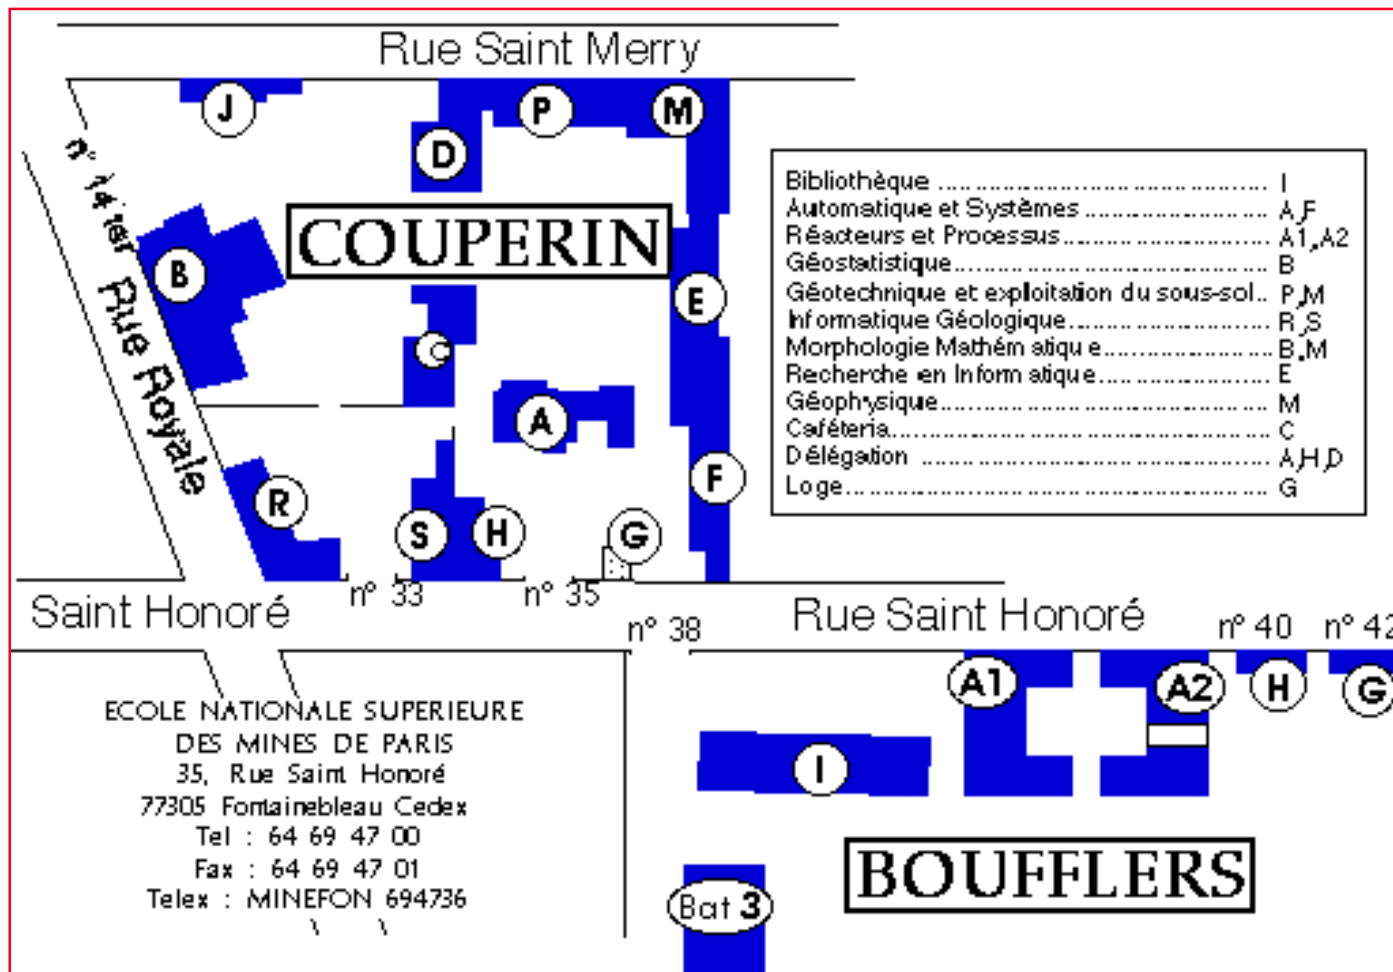 Rue Saint Merry
J
P
M
D
n° 14ter Rue Royale
COUPERIN
B
E
C
A
R
F
S
H
G
Bibliothèque ........ I
Automatique et Systèmes ........ A,F
Réacteurs et Processus ........ A1,A2
Géostatistique ........ B
Géotechnique et exploitation du sous-sol.. P,M
Informatique Géologique ........ R,S
Morphologie Mathématique ........ B,M
Recherche en Informatique ........ E
Géophysique ........ M
Caféteria ........ C
Délégation ........ A,H,D
Loge ........ G
n° 33
n° 35
Saint Honoré
n° 38
Rue Saint Honoré
n° 40
n° 42
A1
A2
H
G
I
ECOLE NATIONALE SUPERIEURE
DES MINES DE PARIS
35, Rue Saint Honoré
77305 Fontainebleau Cedex
Tel : 64 69 47 00
Fax : 64 69 47 01
Telex : MINEFON 694736
BOUFFLERS
Bat 3